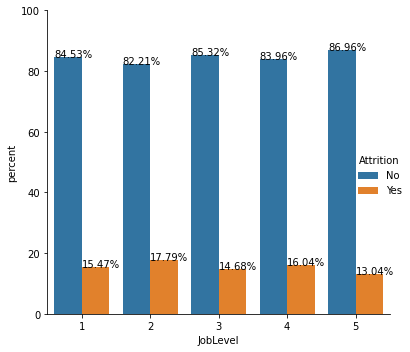 100
80
60
40
20
0
percent
84.53%
82.21%
85.32%
83.96%
86.96%
15.47%
17.79%
14.68%
16.04%
13.04%
Attrition
No
Yes
1 2 3 4 5
JobLevel